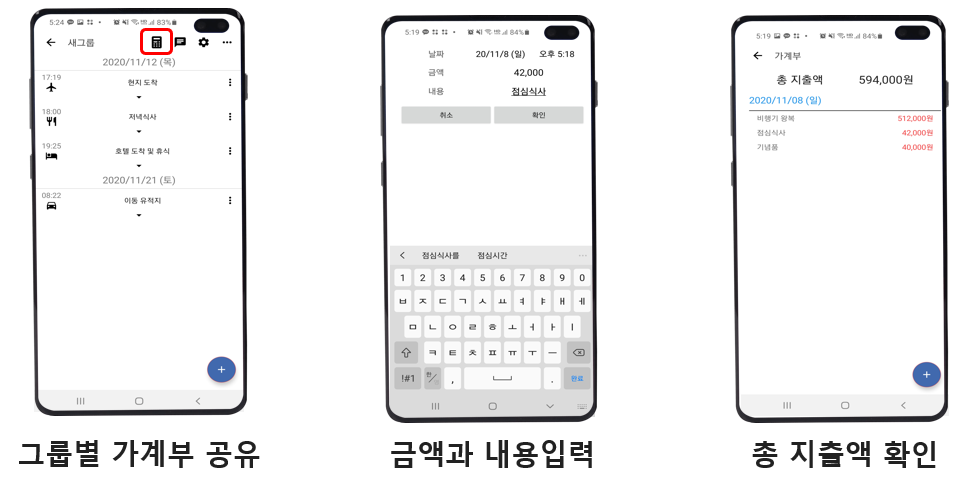 5:24 83%
새그룹
2020/11/12 (목)
17:19
현지 도착
18:00
저녁식사
19:25
호텔 도착 및 휴식
2020/11/21 (토)
08:22
이동 유적지
+
그룹별 가계부 공유
5:19 84%
날짜 20/11/8 (일) 오후 5:18
금액 42,000
내용 점심식사
취소 확인
점심식사를 점심시간
1 2 3 4 5 6 7 8 9 0
ㅂ ㅈ ㄷ ㄱ ㅅ ㅛ ㅕ ㅑ ㅐ ㅔ
ㅁ ㄴ ㅇ ㄹ ㅎ ㅗ ㅓ ㅏ ㅣ
ㅋ ㅌ ㅊ ㅍ ㅠ ㅜ ㅡ
!#1 , . 완료
금액과 내용입력
5:19 84%
가계부
총 지출액 594,000원
2020/11/08 (일)
비행기 왕복 512,000원
점심식사 42,000원
기념품 40,000원
+
총 지출액 확인